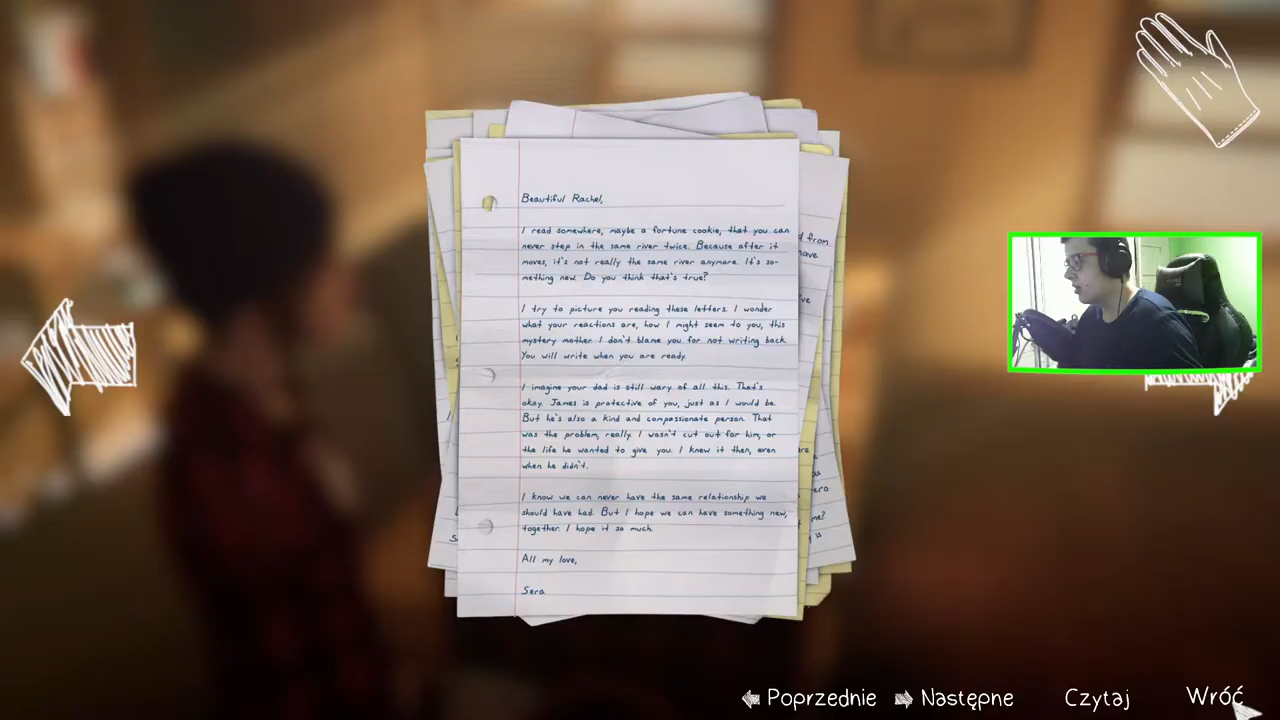 Beautiful Rachel,
I read somewhere, maybe a fortune cookie, that you can
never step in the same river twice. Because after it
moves, it's not really the same river anymore. It's so-
mething new. Do you think that's true?
I try to picture you reading these letters. I wonder
what your reactions are, how I might seem to you, this
mystery mother. I don't blame you for not writing back.
You will write when you are ready.
I imagine your dad is still wary of all this. That's
okay. James is protective of you, just as I would be.
But he's also a kind and compassionate person. That
was the problem, really. I wasn't cut out for him, or
the life he wanted to give you. I knew it then, even
when he didn't.
I know we can never have the same relationship we
should have had. But I hope we can have something new,
together. I hope it so much.
All my love,
Sera
from
have
Poprzednie Następne Czytaj Wróć